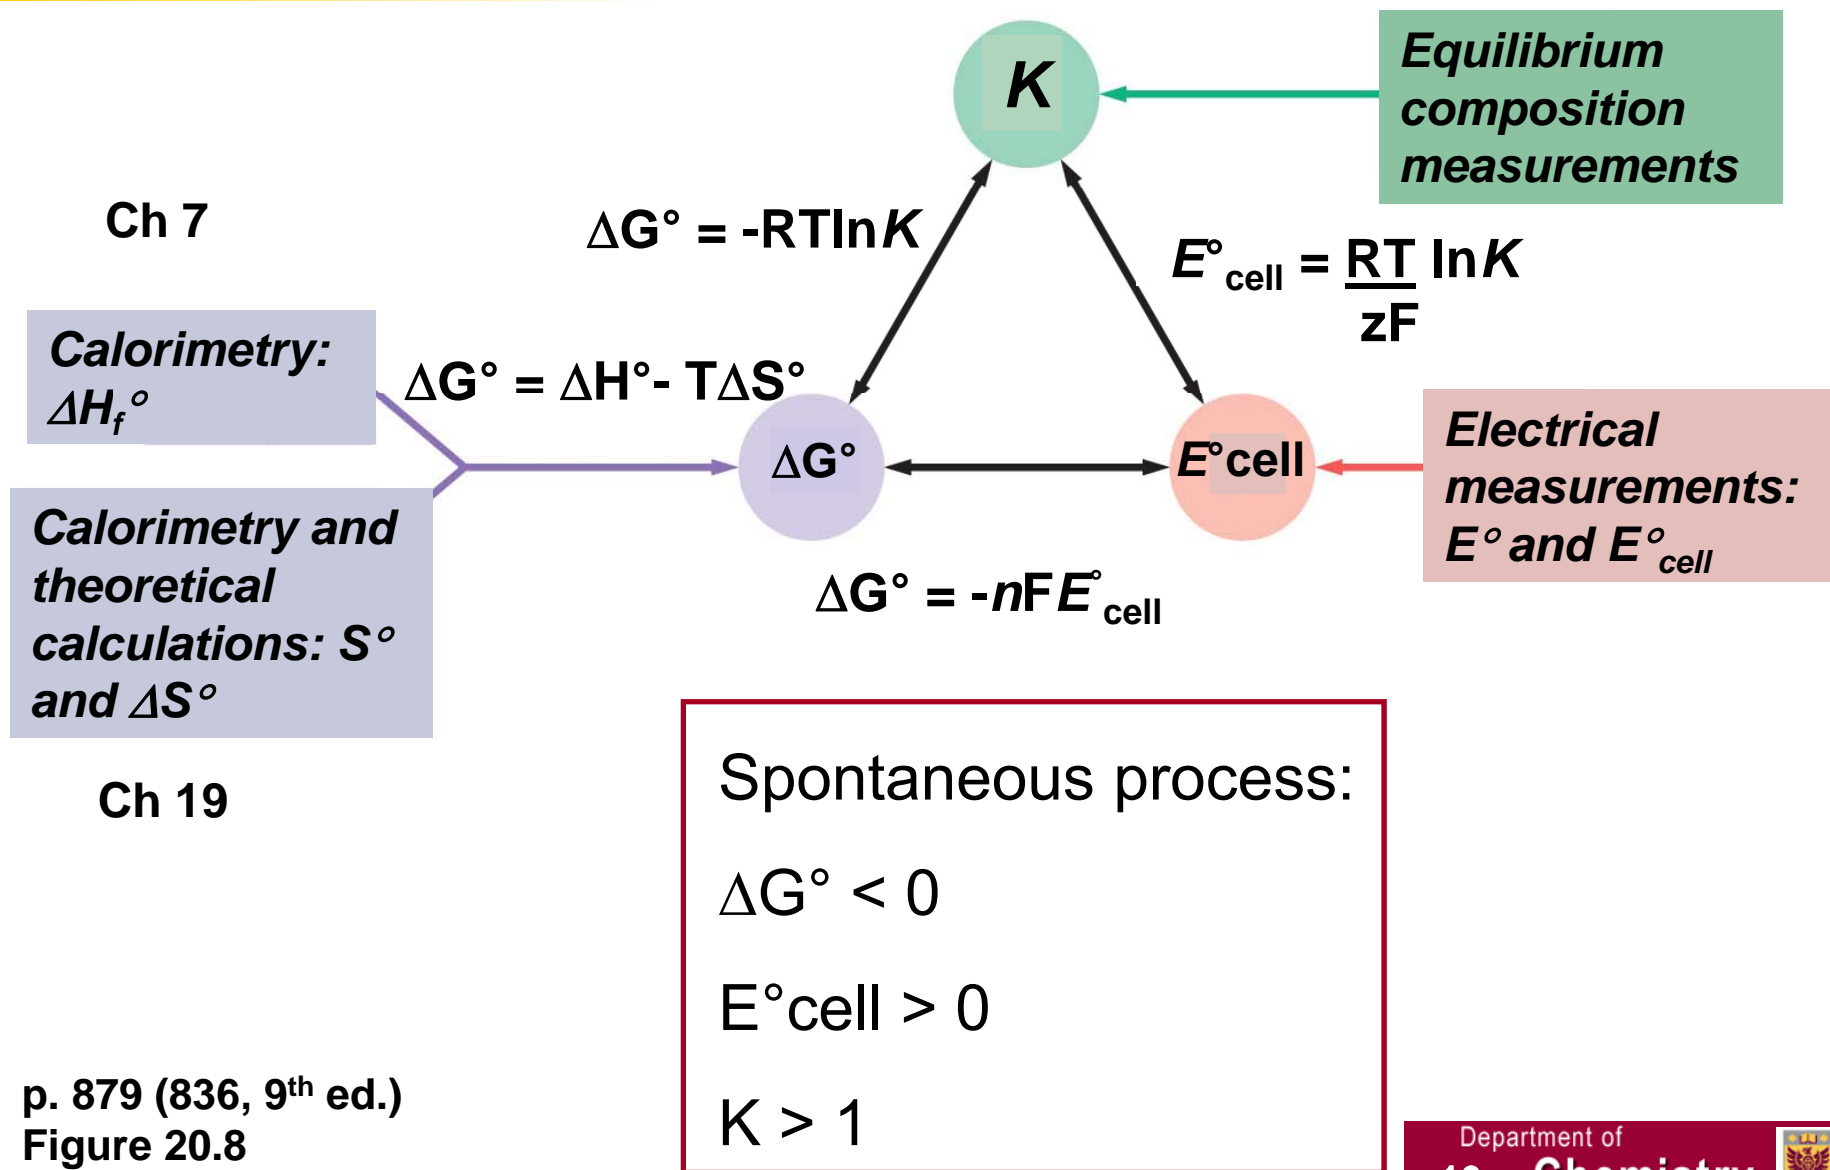 K
Equilibrium
composition
measurements
Ch 7
ΔG° = -RTlnK
E°cell = RT lnK
zF
Calorimetry:
ΔHf°
ΔG° = ΔH°- TΔS°
ΔG°
E°cell
Electrical
measurements:
E° and E°cell
Calorimetry and
theoretical
calculations: S°
and ΔS°
ΔG° = -nFE°cell
Ch 19
Spontaneous process:
ΔG° < 0
E°cell > 0
K > 1
p. 879 (836, 9th ed.)
Figure 20.8
Department of
Chemistry